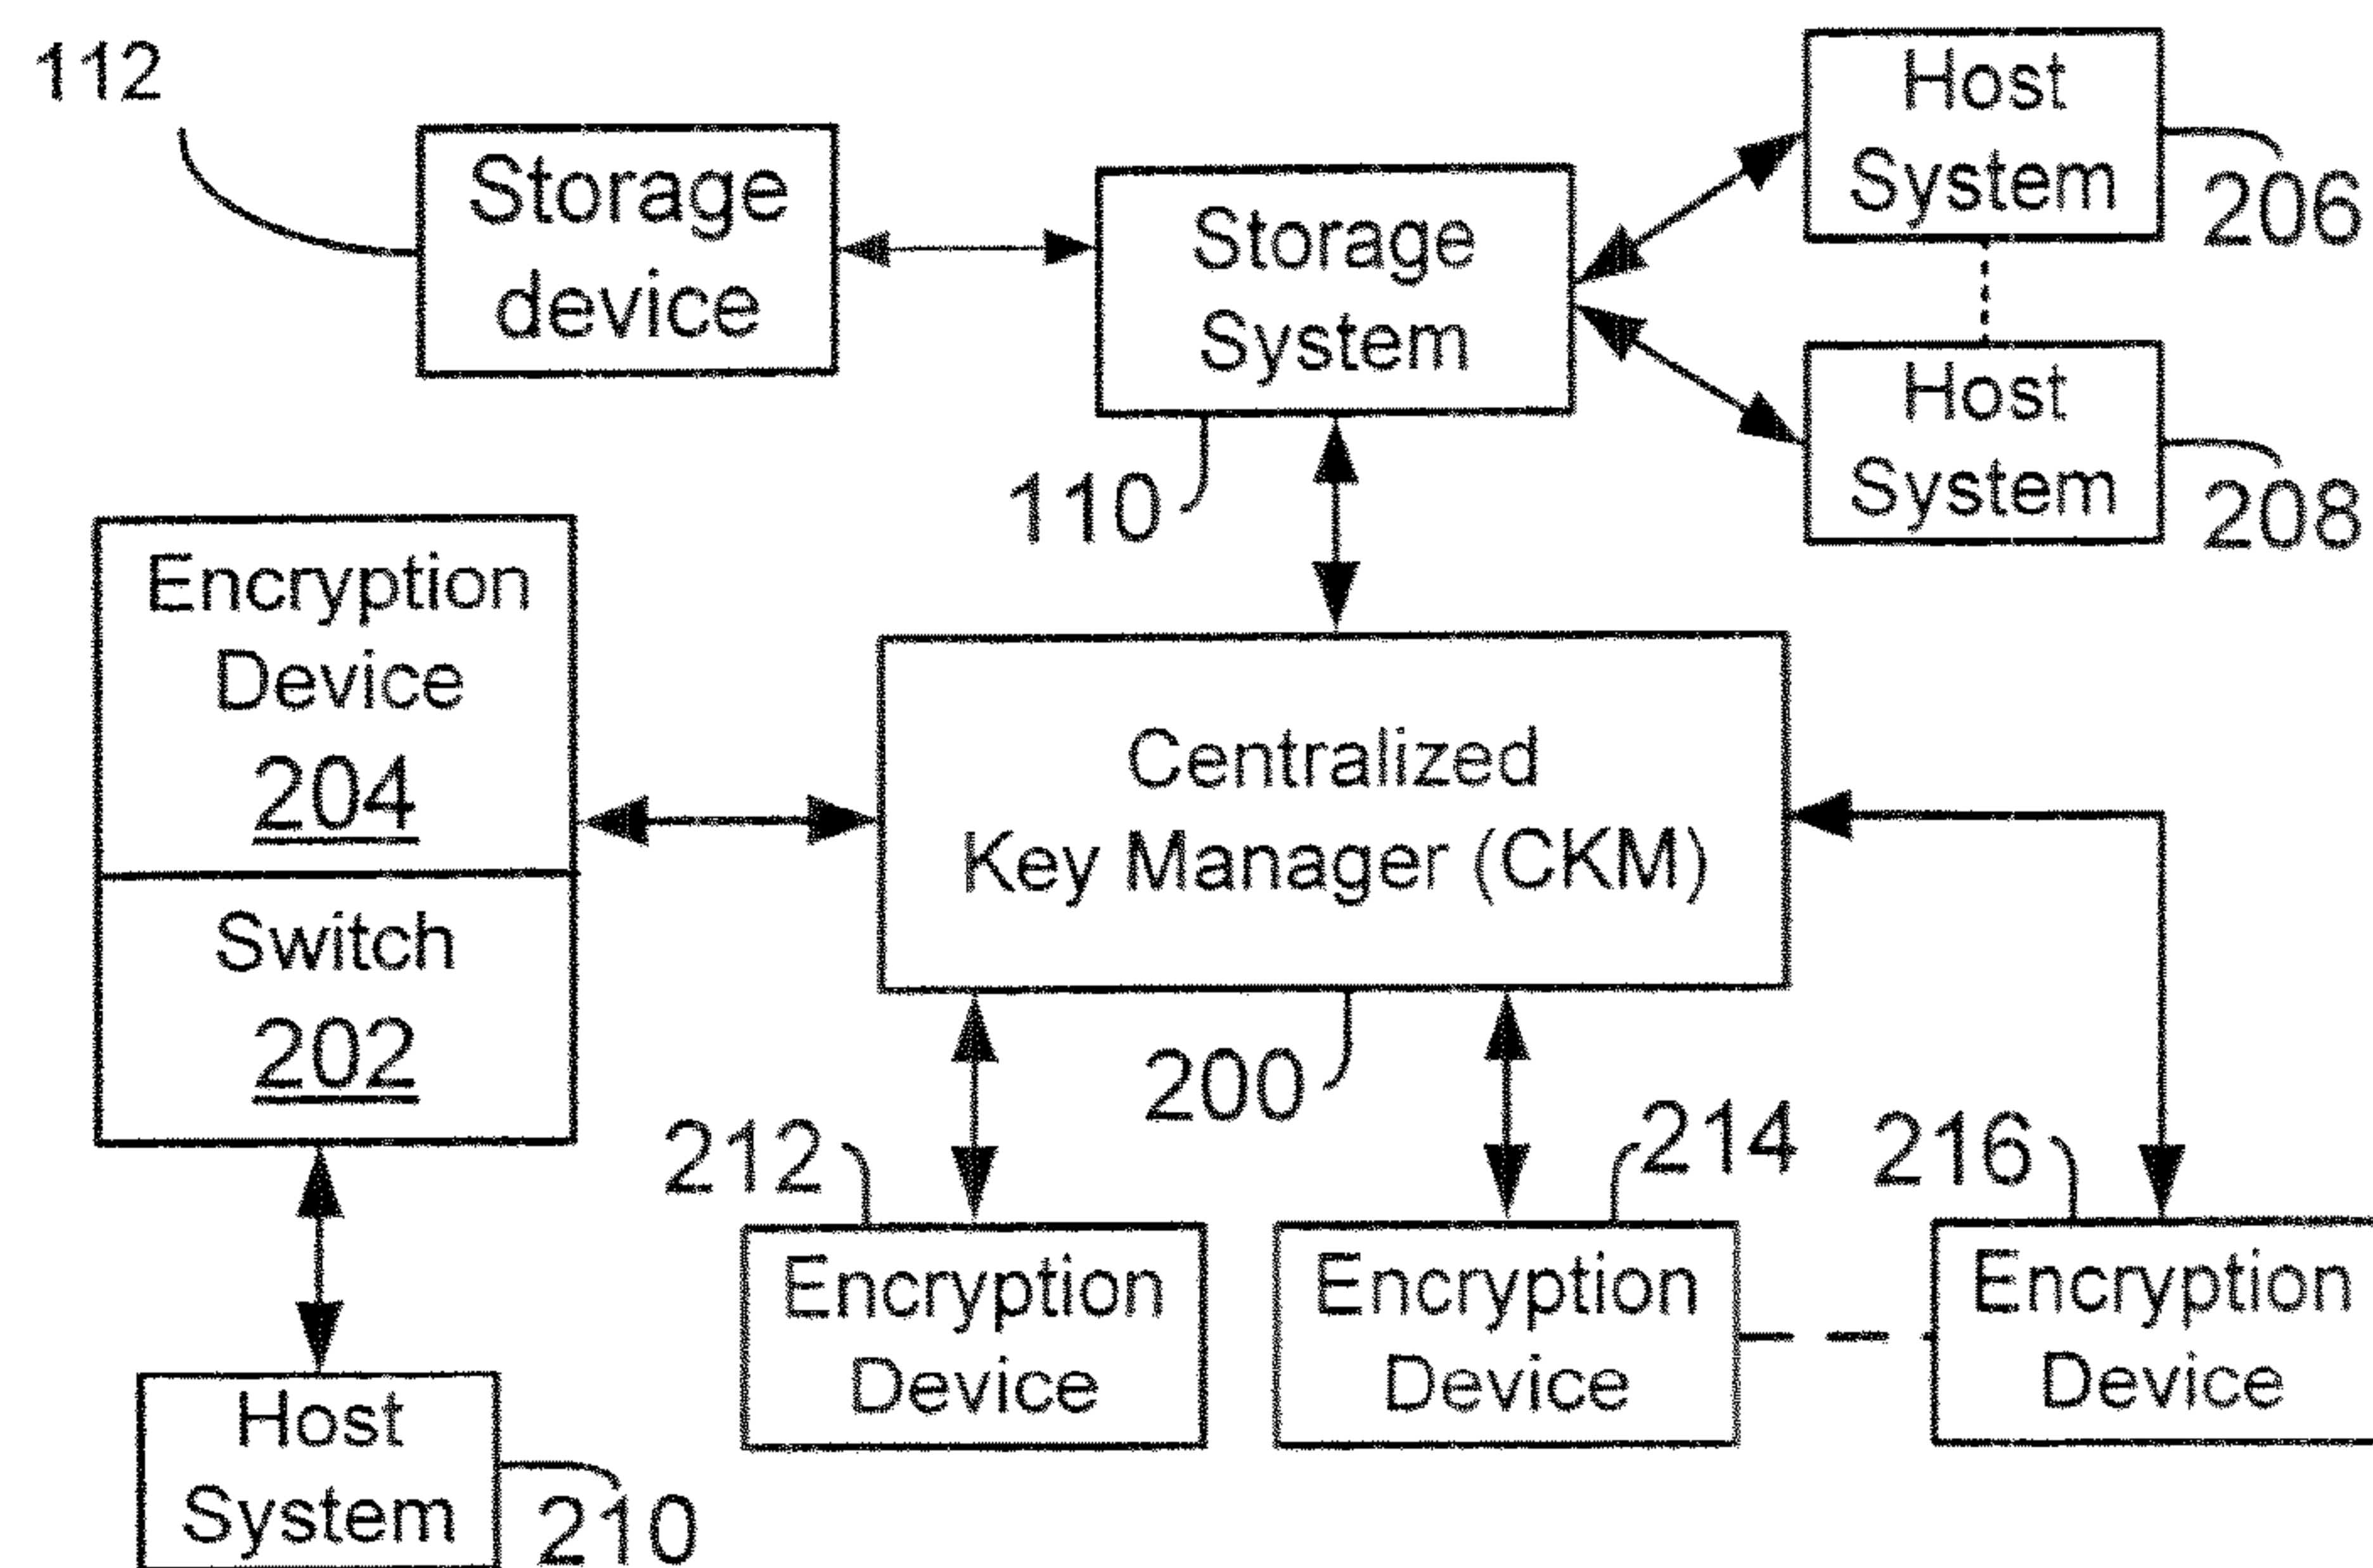 112
Storage
device
Storage
System
110
Host
System
206
Host
System
208
Encryption
Device
204
Switch
202
Centralized
Key Manager (CKM)
200
212
Encryption
Device
214
Encryption
Device
216
Encryption
Device
Host
System
210